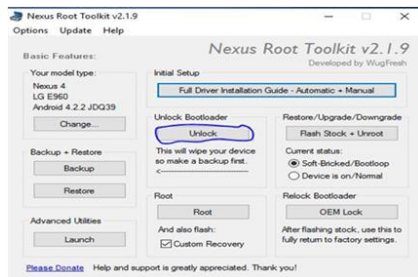 Nexus Root Toolkit v2.1.9
Options Update Help
Nexus Root Toolkit v2.1.9
Developed by WugFresh
Basic Features:
Your model type:
Nexus 4
LG E960
Android 4.2.2 JDQ39
Change...
Backup + Restore
Backup
Restore
Advanced Utilities
Launch
Initial Setup
Full Driver Installation Guide - Automatic + Manual
Unlock Bootloader
Unlock
This will wipe your device
so make a backup first.
<----------------------------
Root
Root
And also flash:
Custom Recovery
Restore/Upgrade/Downgrade
Flash Stock + Unroot
Current status:
Soft-Bricked/Bootloop
Device is on/Normal
Relock Bootloader
OEM Lock
After flashing stock, use this to
fully return to factory settings.
Please Donate Help and support is greatly appreciated. Thank you!